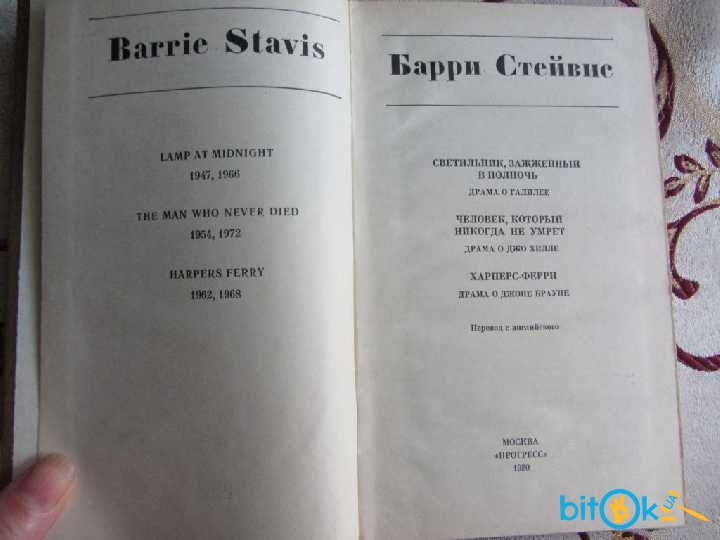 Barrie Stavis
LAMP AT MIDNIGHT
1947, 1966
THE MAN WHO NEVER DIED
1954, 1972
HARPERS FERRY
1962, 1968
Барри Стейвис
СВЕТИЛЬНИК, ЗАЖЖЕННЫЙ
В ПОЛНОЧЬ
ДРАМА О ГАЛИЛЕЕ
ЧЕЛОВЕК, КОТОРЫЙ
НИКОГДА НЕ УМРЕТ
ДРАМА О ДЖО ХИЛЛЕ
ХАРПЕРС-ФЕРРИ
ДРАМА О ДЖОНЕ БРАУНЕ
Перевод с английского
МОСКВА
«ПРОГРЕСС»
1980
bitOk UA